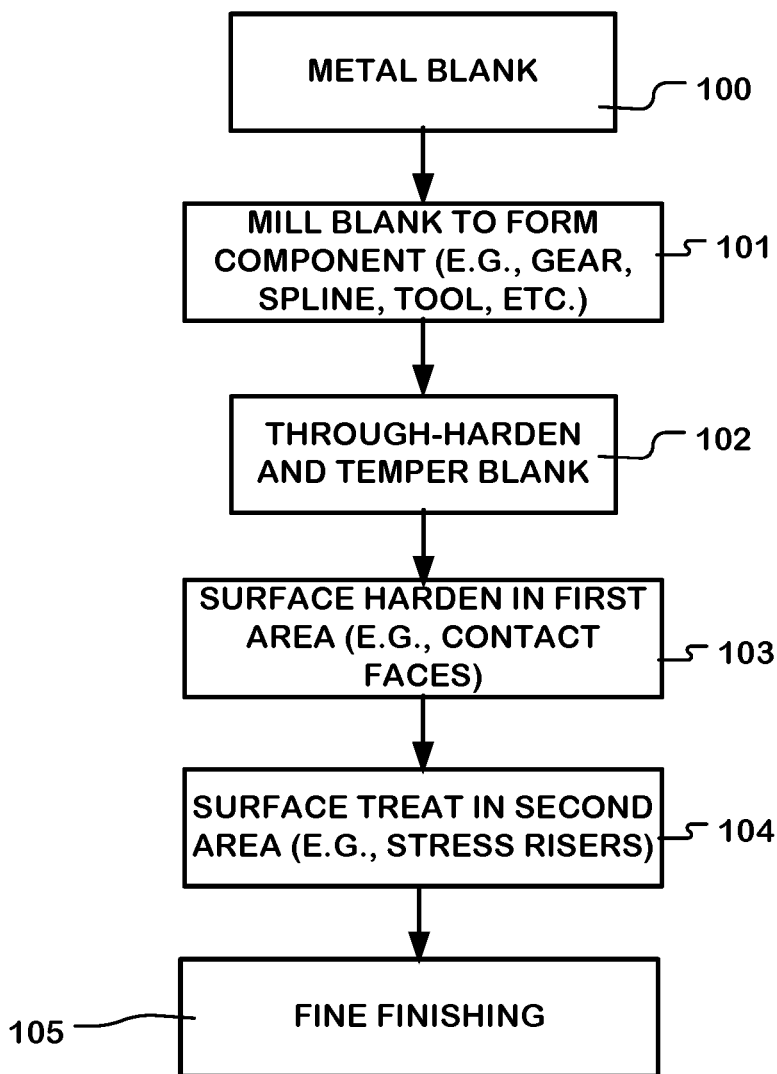 METAL BLANK
100
MILL BLANK TO FORM
COMPONENT (E.G., GEAR,
SPLINE, TOOL, ETC.)
101
THROUGH-HARDEN
AND TEMPER BLANK
102
SURFACE HARDEN IN FIRST
AREA (E.G., CONTACT
FACES)
103
SURFACE TREAT IN SECOND
AREA (E.G., STRESS RISERS)
104
FINE FINISHING
105